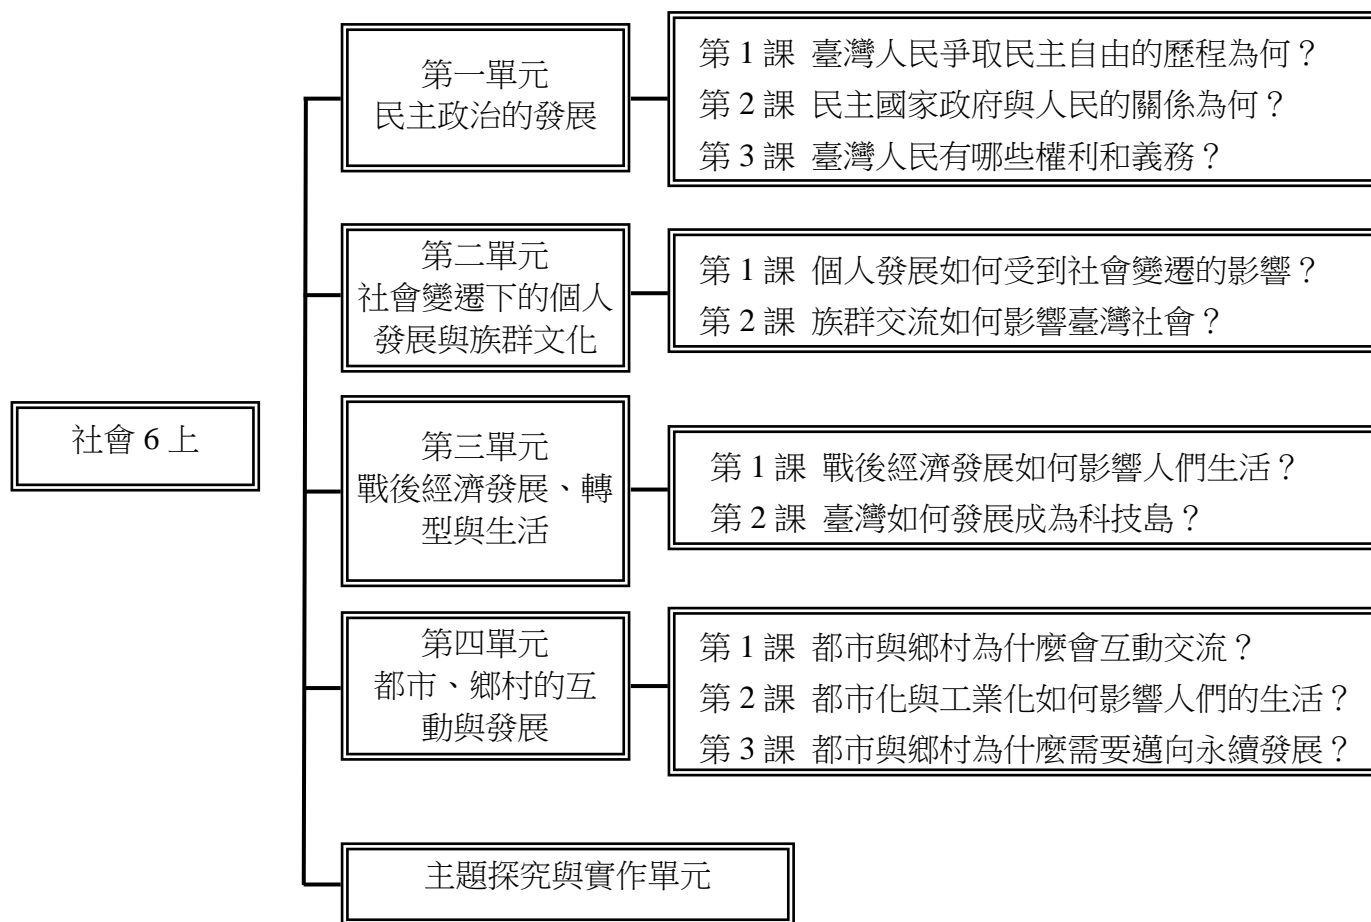 社會 6 上
第一單元
民主政治的發展
第 1 課 臺灣人民爭取民主自由的歷程為何？
第 2 課 民主國家政府與人民的關係為何？
第 3 課 臺灣人民有哪些權利和義務？
第二單元
社會變遷下的個人
發展與族群文化
第 1 課 個人發展如何受到社會變遷的影響？
第 2 課 族群交流如何影響臺灣社會？
第三單元
戰後經濟發展、轉
型與生活
第 1 課 戰後經濟發展如何影響人們生活？
第 2 課 臺灣如何發展成為科技島？
第四單元
都市、鄉村的互
動與發展
第 1 課 都市與鄉村為什麼會互動交流？
第 2 課 都市化與工業化如何影響人們的生活？
第 3 課 都市與鄉村為什麼需要邁向永續發展？
主題探究與實作單元